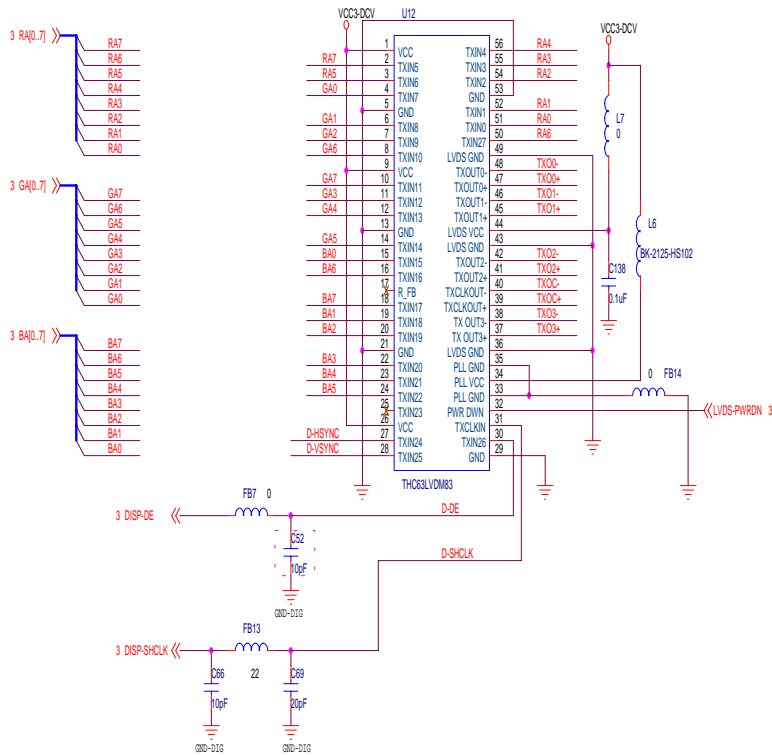 VCC3-DCV
U12
VCC3-DCV
3 RA[0..7]
RA7
RA6
RA5
RA4
RA3
RA2
RA1
RA0
3 GA[0..7]
GA7
GA6
GA5
GA4
GA3
GA2
GA1
GA0
3 BA[0..7]
BA7
BA6
BA5
BA4
BA3
BA2
BA1
BA0
1 VCC
RA7 2 TXIN5
RA5 3 TXIN6
GA0 4 TXIN7
5 GND
GA1 6 TXIN8
GA2 7 TXIN9
GA6 8 TXIN10
9 VCC
GA7 10 TXIN11
GA3 11 TXIN12
GA4 12 TXIN13
13 GND
GA5 14 TXIN14
BA0 15 TXIN15
BA6 16 TXIN16
17 R_FB
BA7 18 TXIN17
BA1 19 TXIN18
BA2 20 TXIN19
21 GND
BA3 22 TXIN20
BA4 23 TXIN21
BA5 24 TXIN22
25 TXIN23
26 VCC
D-HSYNC 27 TXIN24
D-VSYNC 28 TXIN25
TXIN4 56 RA4
TXIN3 55 RA3
TXIN2 54 RA2
GND 53
TXIN1 52 RA1
TXIN0 51 RA0
TXIN27 50 RA6
LVDS GND 49
TXOUT0- 48 TXO0-
TXOUT0+ 47 TXO0+
TXOUT1- 46 TXO1-
TXOUT1+ 45 TXO1+
LVDS VCC 44
LVDS GND 43
TXOUT2- 42 TXO2-
TXOUT2+ 41 TXO2+
TXCLKOUT- 40 TXOC-
TXCLKOUT+ 39 TXOC+
TX OUT3- 38 TXO3-
TX OUT3+ 37 TXO3+
LVDS GND 36
PLL GND 35
PLL VCC 34
PLL GND 33
PWR DWN 32
TXCLKIN 31
TXIN26 30
GND 29
THC63LVDM83
L7
0
L6
BK-2125-HS102
C138
0.1uF
0 FB14
LVDS-PWRDN 3
FB7 0
3 DISP-DE
D-DE
C52
10pF
GND-DIG
D-SHCLK
FB13
3 DISP-SHCLK
22
C66
10pF
C69
20pF
GND-DIG
GND-DIG